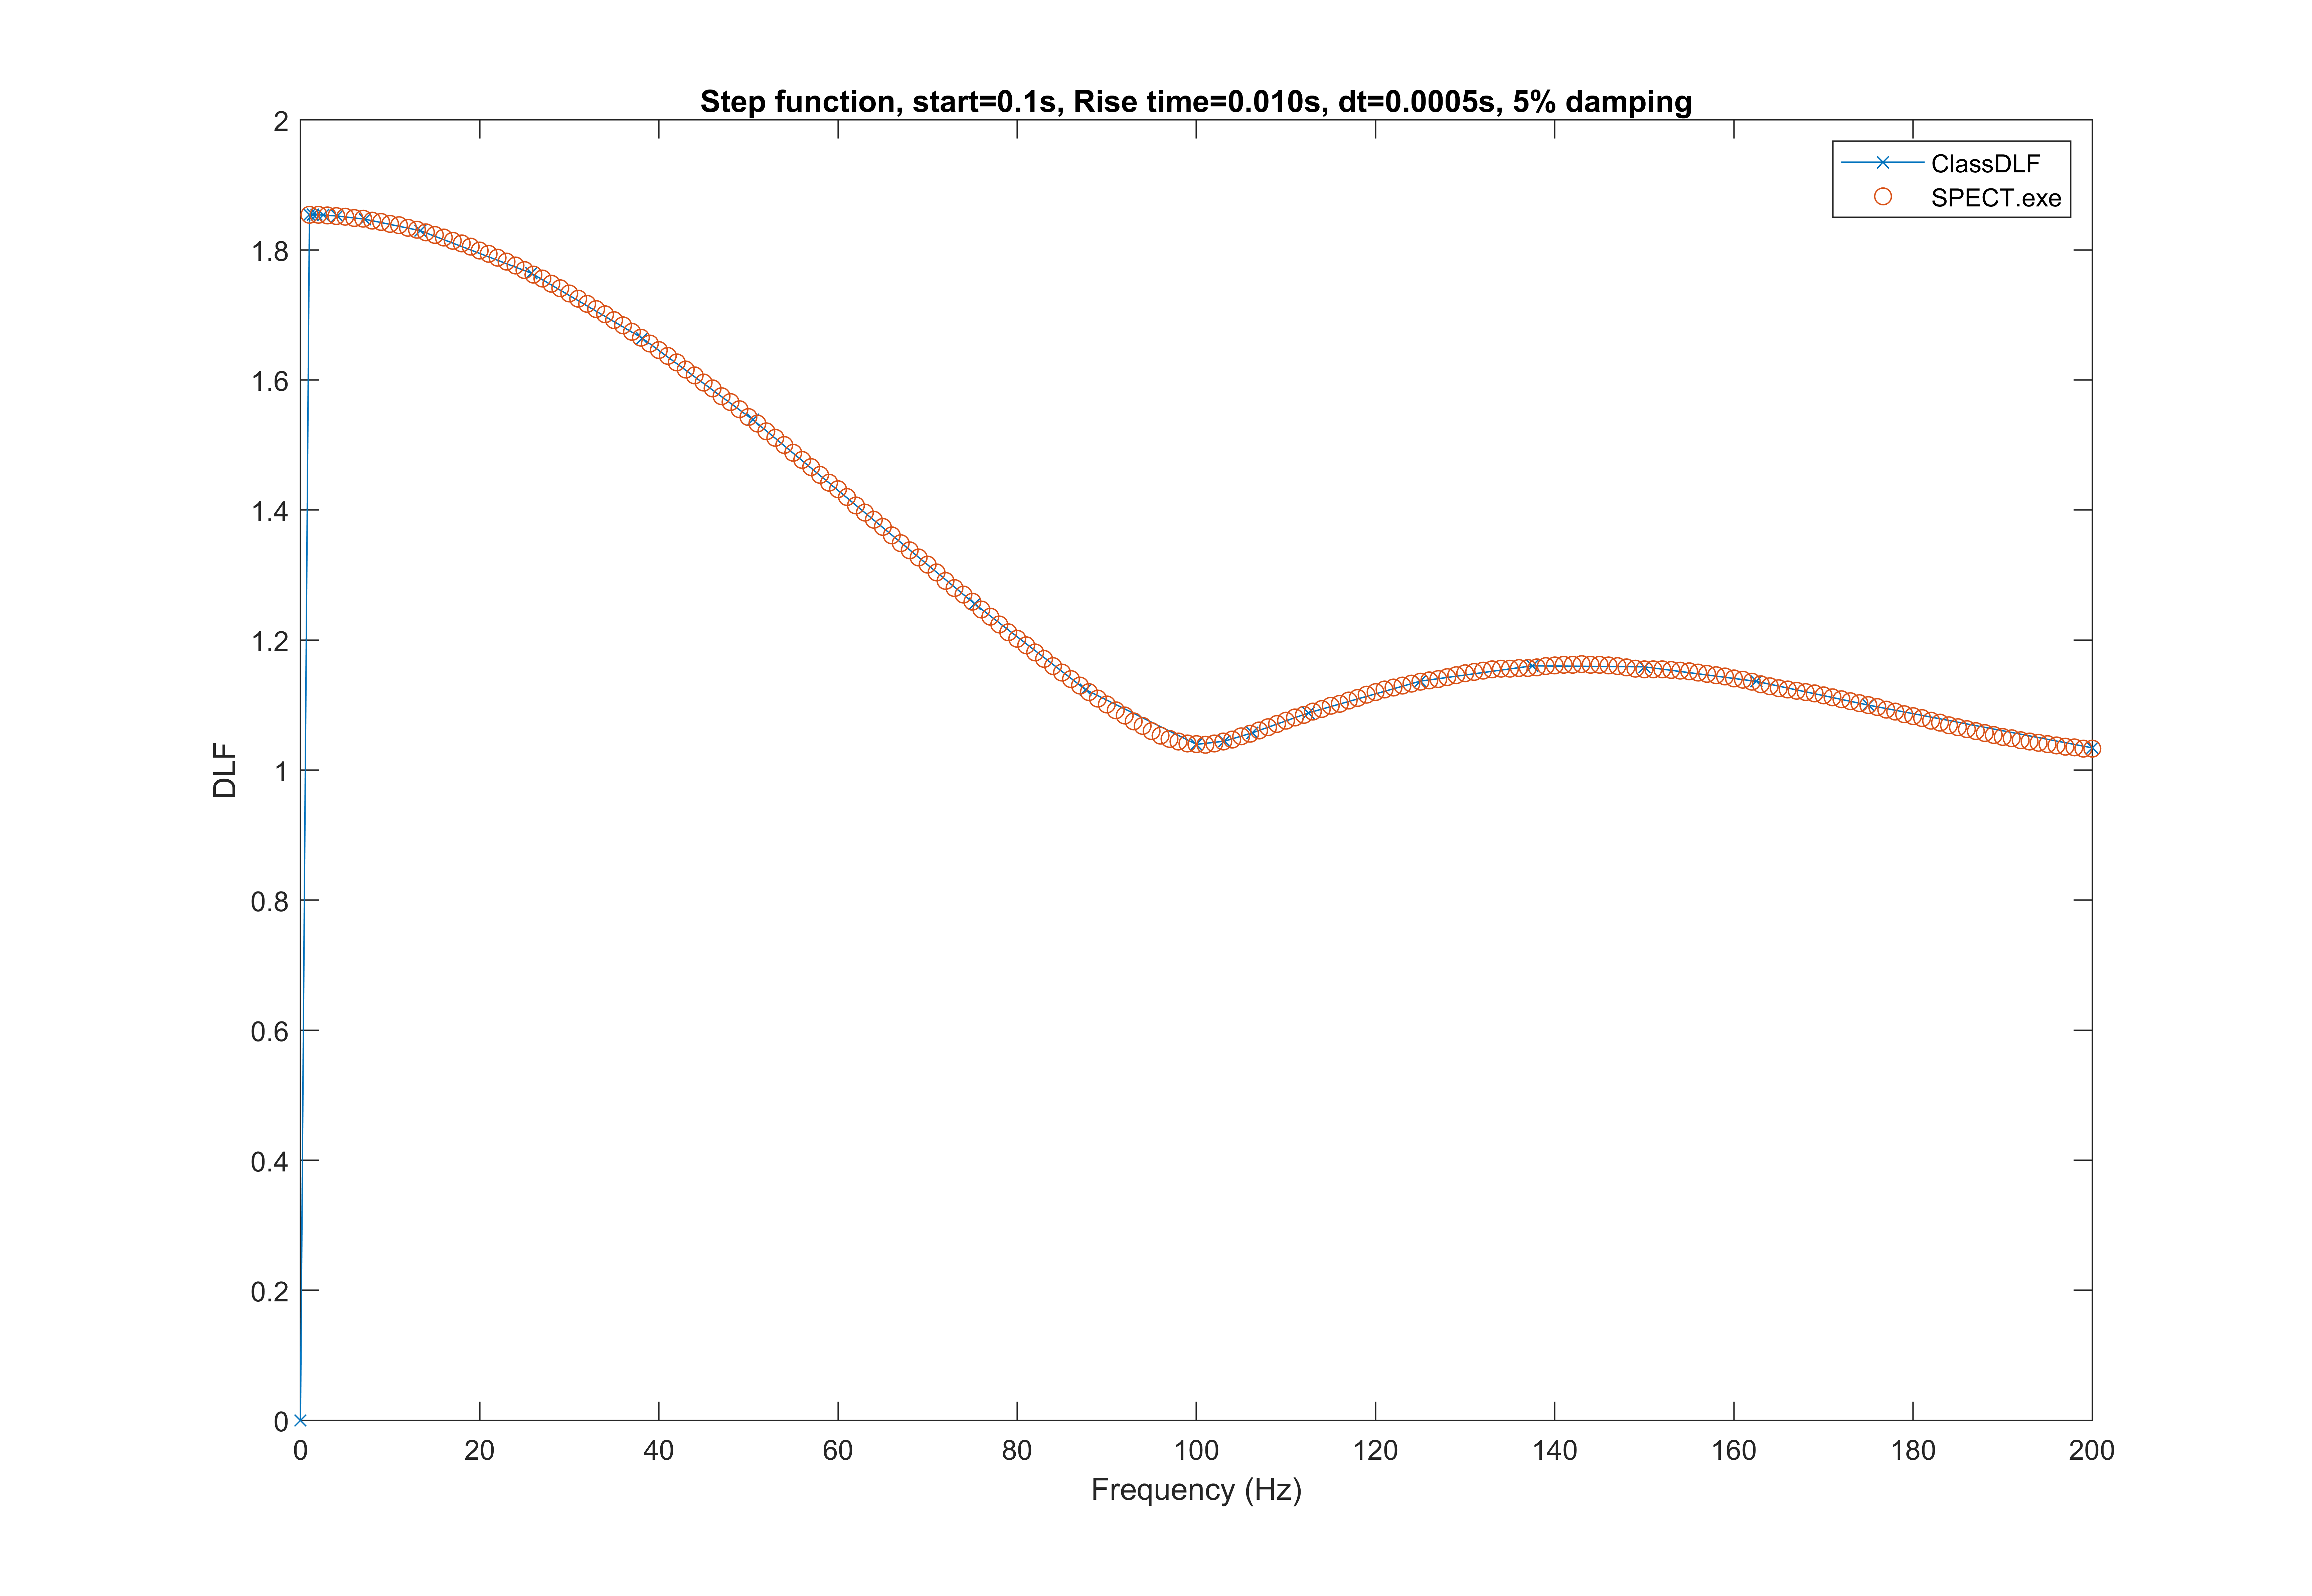 Step function, start=0.1s, Rise time=0.010s, dt=0.0005s, 5% damping
ClassDLF
SPECT.exe
2
1.8
1.6
1.4
1.2
1
0.8
0.6
0.4
0.2
0
DLF
0 20 40 60 80 100 120 140 160 180 200
Frequency (Hz)